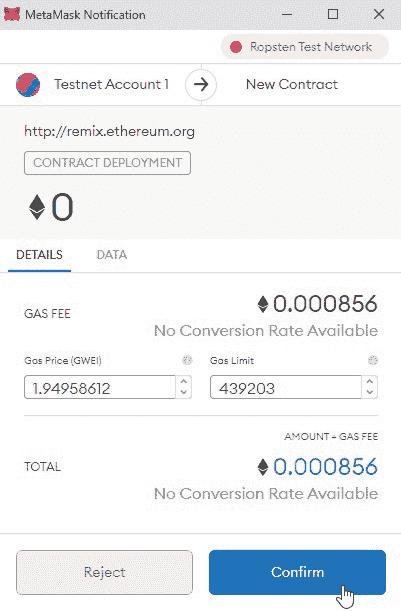 MetaMask Notification
Ropsten Test Network
Testnet Account 1 New Contract
http://remix.ethereum.org
CONTRACT DEPLOYMENT
0
DETAILS DATA
GAS FEE 0.000856
No Conversion Rate Available
Gas Price (GWEI) Gas Limit
1.94958612 439203
AMOUNT + GAS FEE
TOTAL 0.000856
No Conversion Rate Available
Reject Confirm